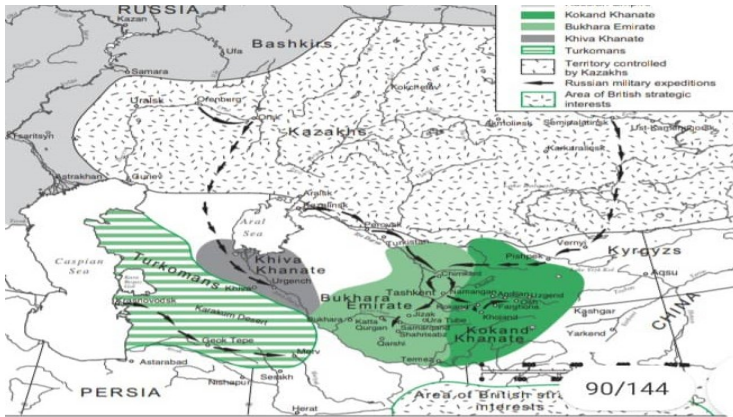 RUSSIA
Kazan
Bashkirs
Ufa
Samara
Kokand Khanate
Bukhara Emirate
Khiva Khanate
Turkomans
Territory controlled
by Kazakhs
Russian military expeditions
Area of British strategic
interests
Uralsk
Orenberg
Orsk
Kokchetav
Tsaritsyn
Kazakhs
Akmolinsk
Semipalatinsk
Ust-Kamenogorsk
Karkaralinsk
Astrakhan
Guriev
Aralsk
Kazalinsk
Perovsk
Aral
Sea
Caspian
Sea
Turkistan
Vernyi
Kyrgyzs
Pishpek
Aqsu
Turkomans
Khiva
Khanate
Khiva
Urgench
Chimkent
Tashkent
Namangan
Andijan
Uzgend
Kashgar
Yarkend
CHINA
Bukhara
Emirate
Bukhara
Katta
Qurgan
Jizak
Ura Tube
Samarqand
Shahrisabz
Qarshi
Khojand
Kokand
Khanate
Karakum Desert
Geok Tepe
Merv
Termez
Astarabad
PERSIA
Nishapur
Serakh
Herat
Area of British stra
interests
90/144